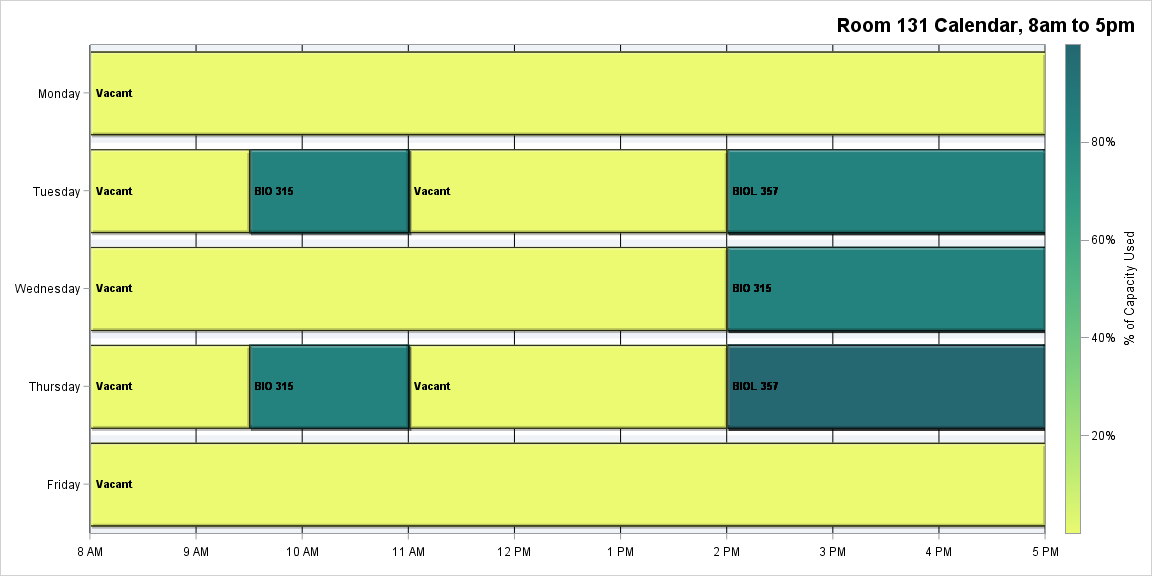 Room 131 Calendar, 8am to 5pm
Monday
Vacant
Tuesday
Vacant
BIO 315
Vacant
BIOL 357
Wednesday
Vacant
BIO 315
Thursday
Vacant
BIO 315
Vacant
BIOL 357
Friday
Vacant
8 AM
9 AM
10 AM
11 AM
12 PM
1 PM
2 PM
3 PM
4 PM
5 PM
80%
60%
40%
20%
% of Capacity Used